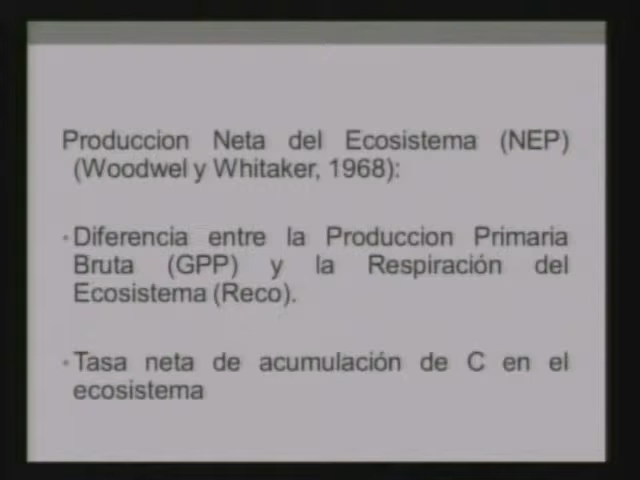 Produccion Neta del Ecosistema (NEP)
(Woodwel y Whitaker, 1968):
• Diferencia entre la Produccion Primaria
Bruta (GPP) y la Respiración del
Ecosistema (Reco).
• Tasa neta de acumulación de C en el
ecosistema